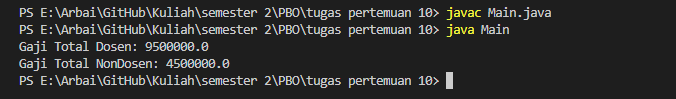 PS E:\Arbai\GitHub\Kuliah\semester 2\PBO\tugas pertemuan 10> javac Main.java
PS E:\Arbai\GitHub\Kuliah\semester 2\PBO\tugas pertemuan 10> java Main
Gaji Total Dosen: 9500000.0
Gaji Total NonDosen: 4500000.0
PS E:\Arbai\GitHub\Kuliah\semester 2\PBO\tugas pertemuan 10>